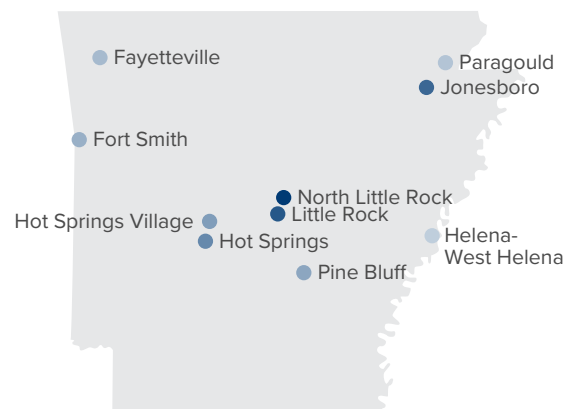 Fayetteville
Paragould
Jonesboro
Fort Smith
North Little Rock
Little Rock
Hot Springs Village
Hot Springs
Helena-
West Helena
Pine Bluff